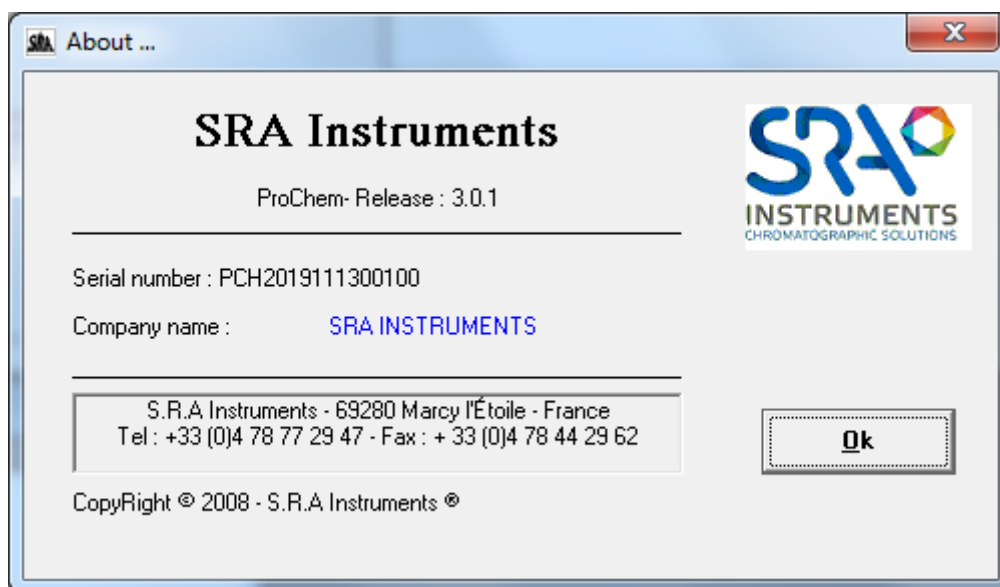 SRA About ...
SRA Instruments
ProChem- Release : 3.0.1
SRA
INSTRUMENTS
CHROMATOGRAPHIC SOLUTIONS
Serial number : PCH2019111300100
Company name : SRA INSTRUMENTS
S.R.A Instruments - 69280 Marcy l'Étoile - France
Tel : +33 (0)4 78 77 29 47 - Fax : + 33 (0)4 78 44 29 62
Ok
CopyRight © 2008 - S.R.A Instruments ®